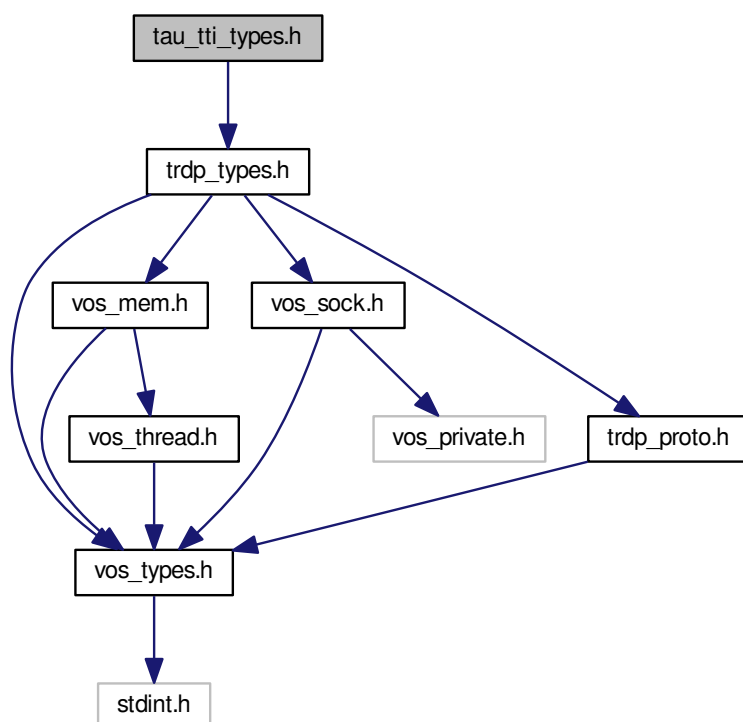 tau_tti_types.h
trdp_types.h
vos_mem.h
vos_sock.h
vos_thread.h
vos_private.h
trdp_proto.h
vos_types.h
stdint.h